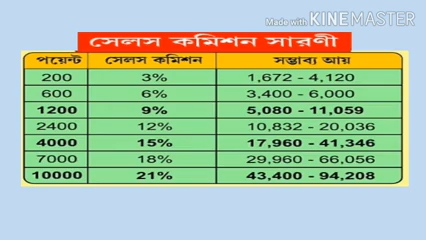 Made with KINEMASTER
সেলস কমিশন সারণী
পয়েন্ট সেলস কমিশন সম্ভাব্য আয়
200 3% 1,672 - 4,120
600 6% 3,400 - 6,000
1200 9% 5,080 - 11,059
2400 12% 10,832 - 20,036
4000 15% 17,960 - 41,346
7000 18% 29,960 - 66,056
10000 21% 43,400 - 94,208